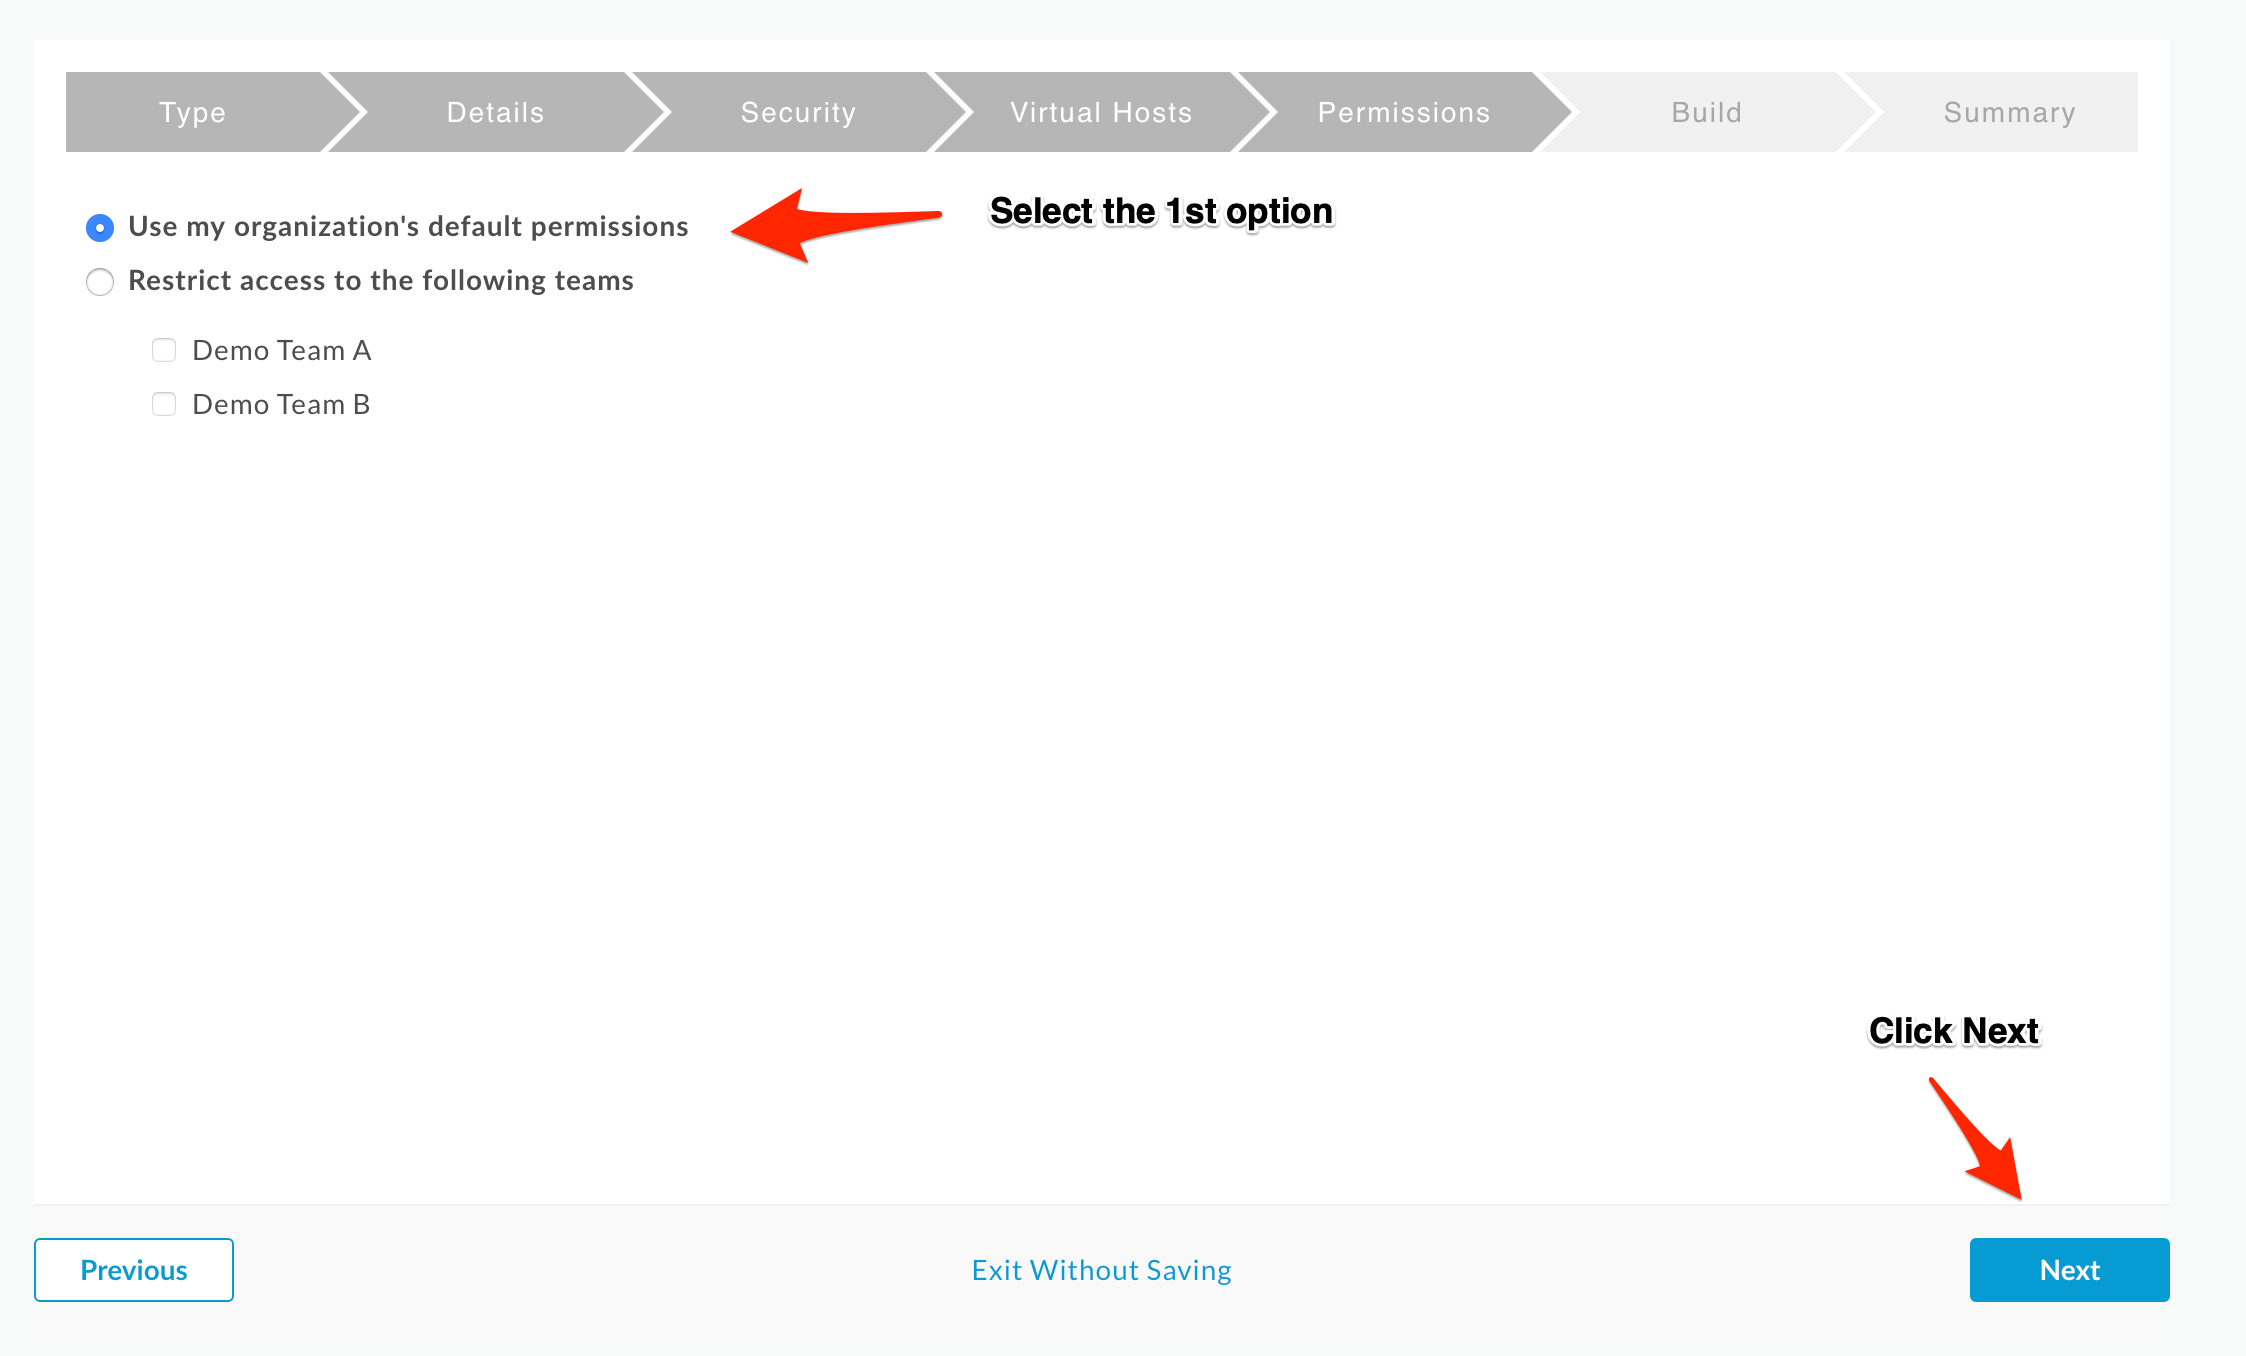 Type Details Security Virtual Hosts Permissions Build Summary
Use my organization's default permissions
Select the 1st option
Restrict access to the following teams
Demo Team A
Demo Team B
Click Next
Previous Exit Without Saving Next